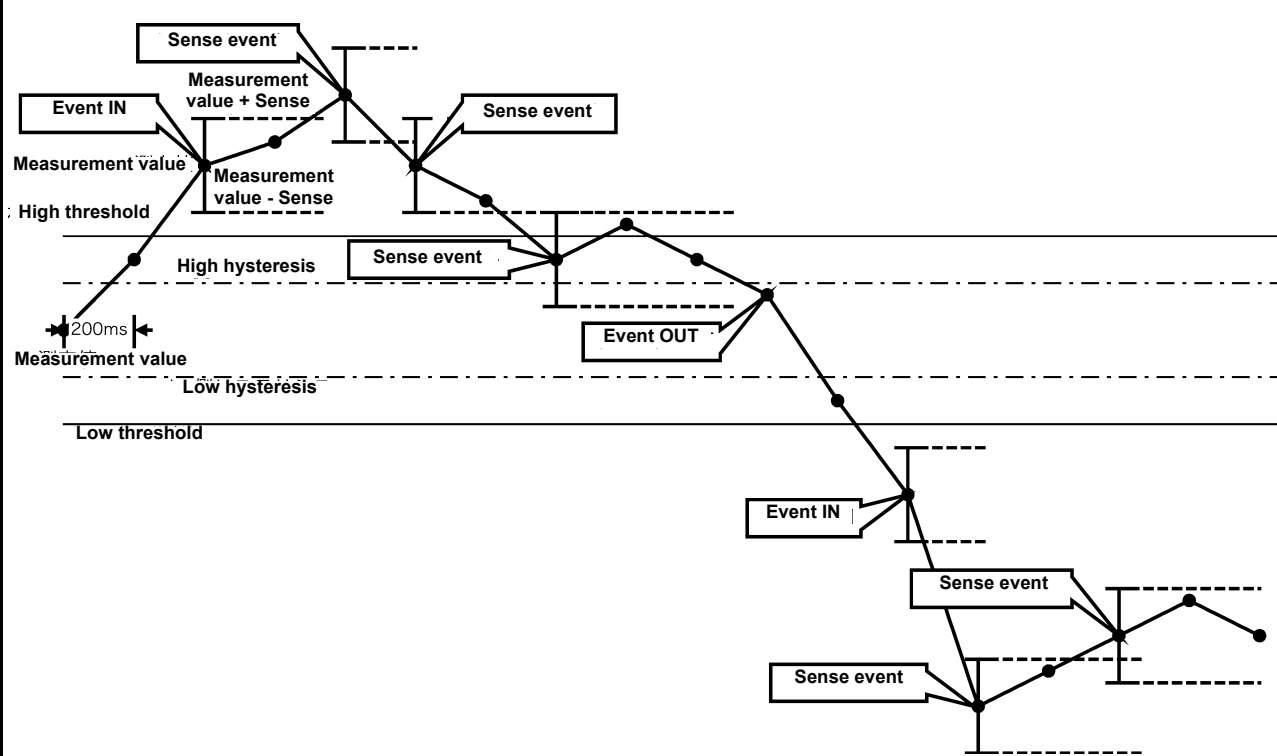 Sense event
Measurement
value + Sense
Event IN
Sense event
Measurement value
Measurement
value - Sense
High threshold
Sense event
High hysteresis
200ms
Event OUT
Measurement value
Low hysteresis
Low threshold
Event IN
Sense event
Sense event